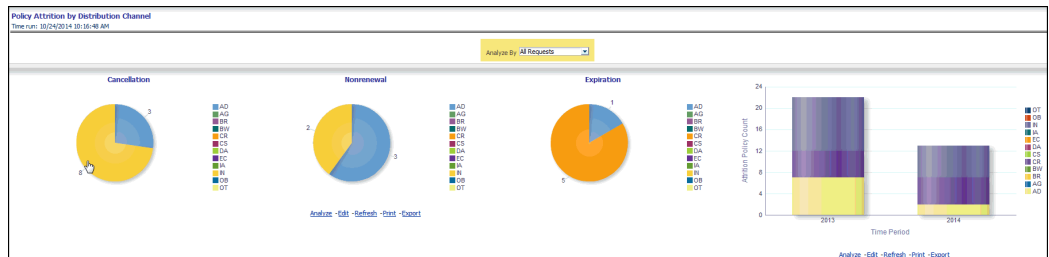 Policy Attrition by Distribution Channel
Time run: 10/24/2014 10:16:48 AM
Analyze By All Requests
Cancellation
3
8
AD
AG
BR
BW
CR
CS
DA
EC
IA
IN
OB
OT
Nonrenewal
2
3
AD
AG
BR
BW
CR
CS
DA
EC
IA
IN
OB
OT
Analyze -Edit -Refresh -Print -Export
Expiration
1
5
AD
AG
BR
BW
CR
CS
DA
EC
IA
IN
OB
OT
Attrition Policy Count
24
20
16
12
8
4
0
2013
2014
Time Period
OT
OB
IN
IA
EC
DA
CS
CR
BW
BR
AG
AD
Analyze -Edit -Refresh -Print -Export